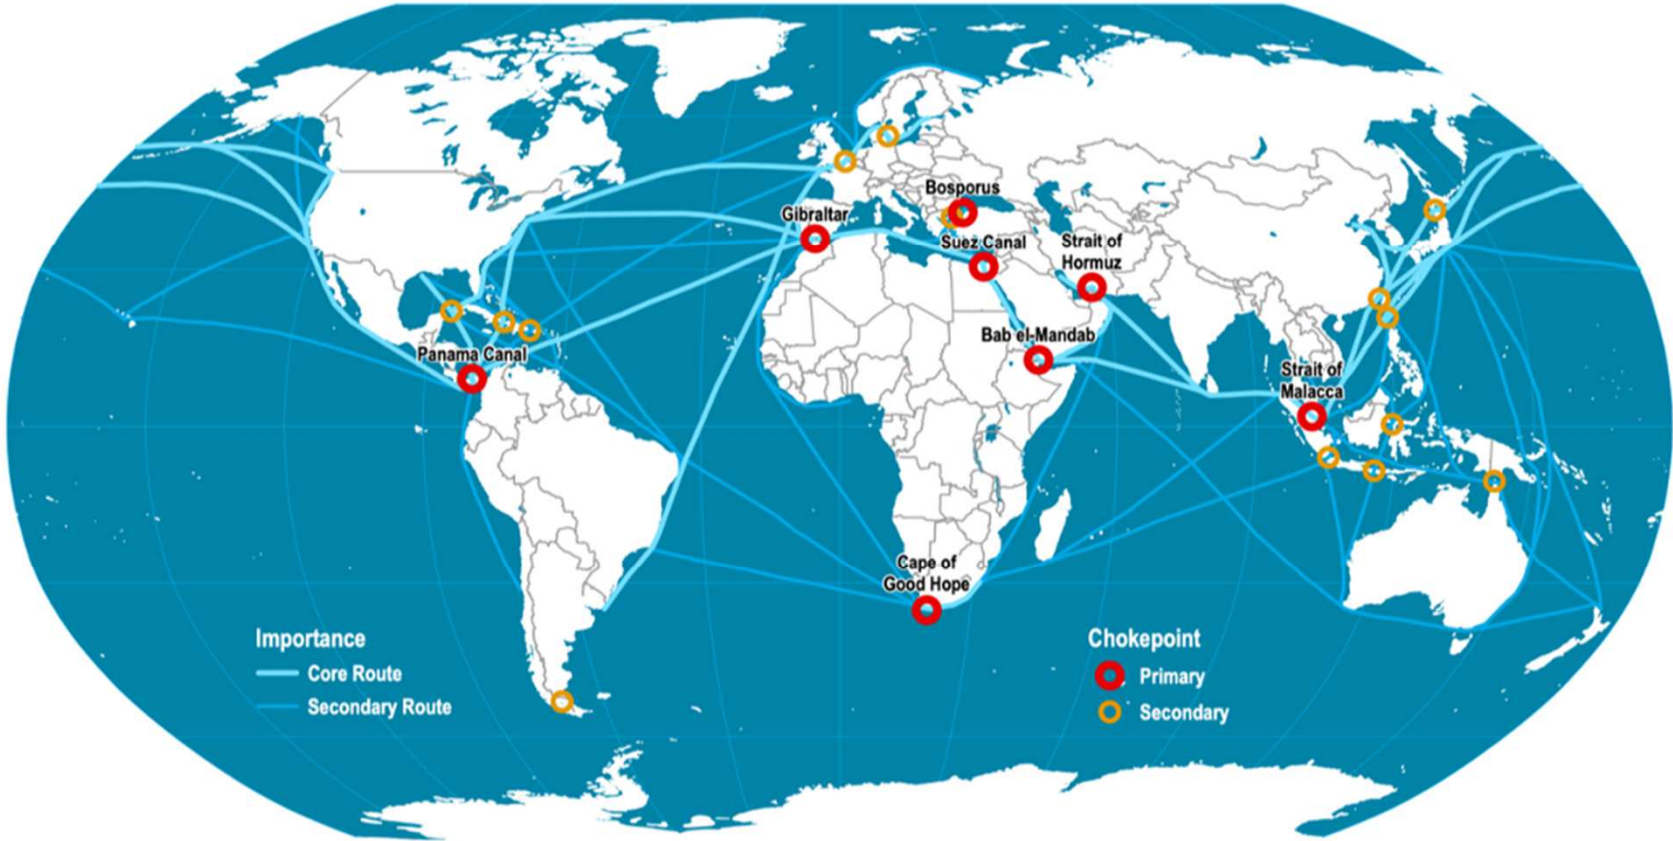 Bosporus
Gibraltar
Suez Canal
Strait of
Hormuz
Bab el-Mandab
Panama Canal
Strait of
Malacca
Cape of
Good Hope
Importance
Core Route
Secondary Route
Chokepoint
Primary
Secondary